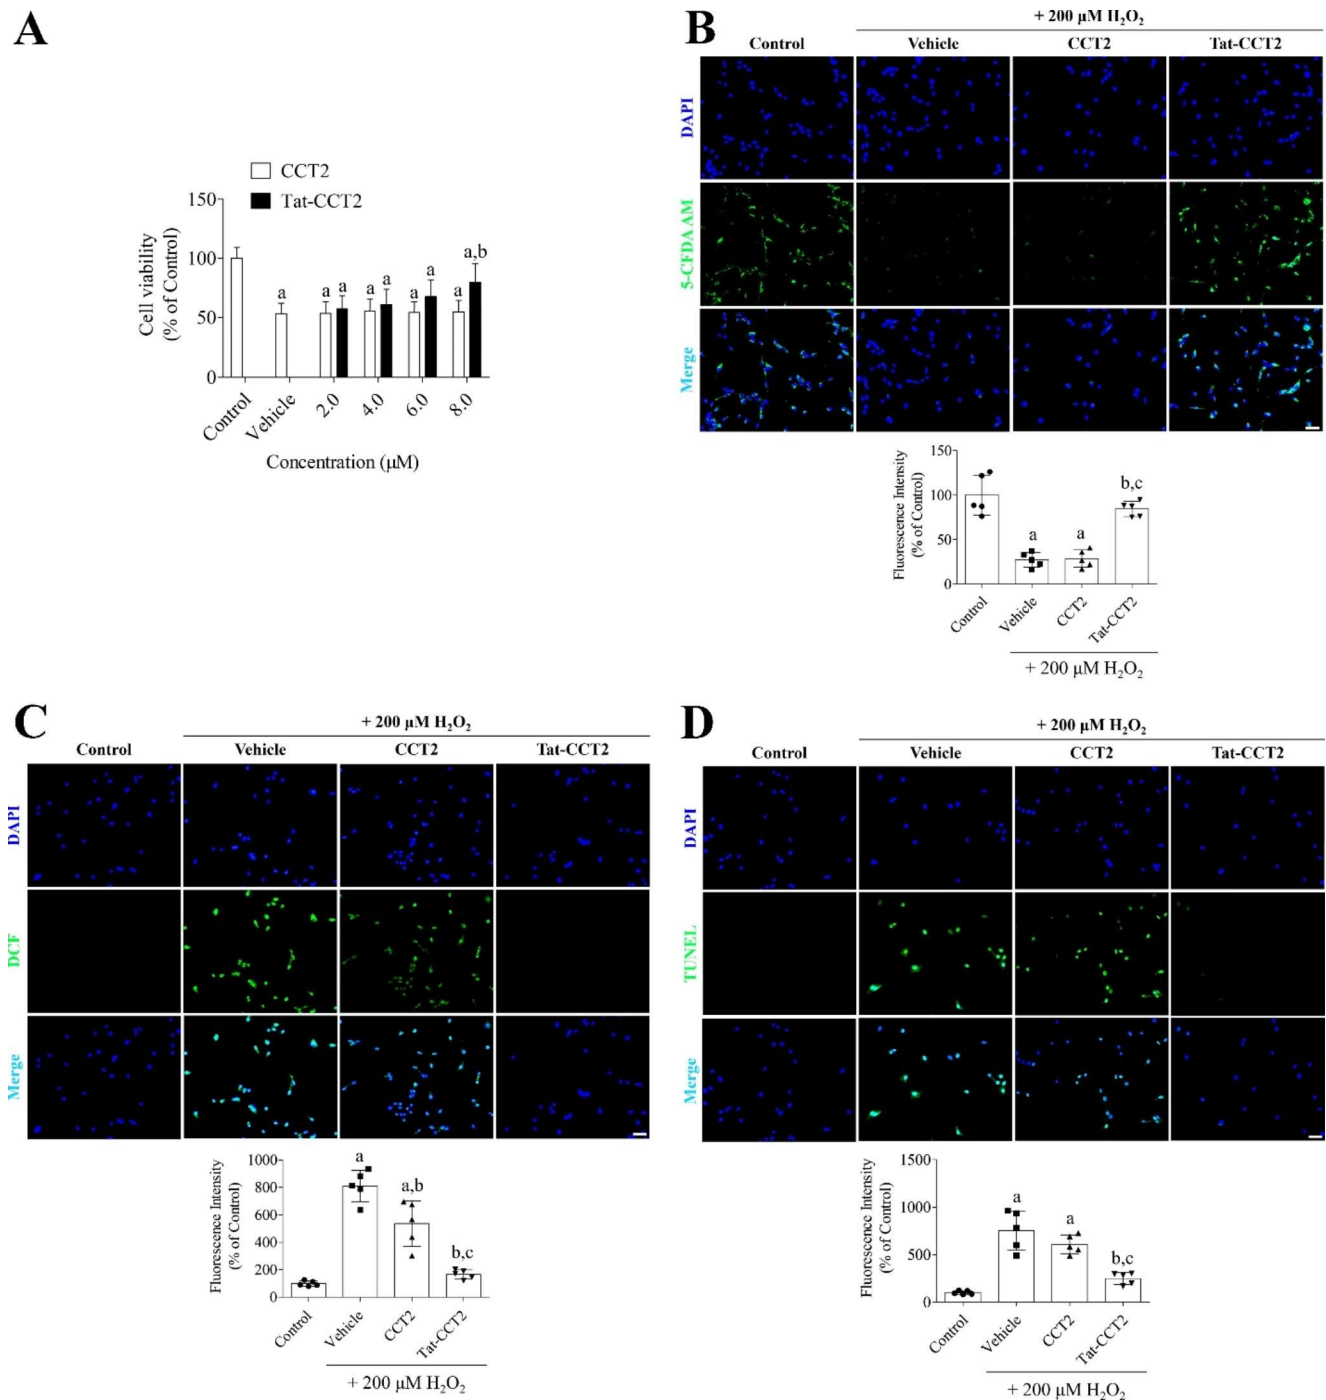 A
CCT2
Tat-CCT2
150
100
50
0
Cell viability
(% of Control)
a
a
a
a
a
a
a
a
a,b
Control
Vehicle
2.0
4.0
6.0
8.0
Concentration (μM)
B
+ 200 μM H₂O₂
Control
Vehicle
CCT2
Tat-CCT2
DAPI
5-CFDA AM
Merge
150
100
50
0
Fluorescence Intensity
(% of Control)
a
a
b,c
Control
Vehicle
CCT2
Tat-CCT2
+ 200 μM H₂O₂
C
+ 200 μM H₂O₂
Control
Vehicle
CCT2
Tat-CCT2
DAPI
DCF
Merge
1000
800
600
400
200
0
Fluorescence Intensity
(% of Control)
a
a,b
b,c
Control
Vehicle
CCT2
Tat-CCT2
+ 200 μM H₂O₂
D
+ 200 μM H₂O₂
Control
Vehicle
CCT2
Tat-CCT2
DAPI
TUNEL
Merge
1500
1000
500
0
Fluorescence Intensity
(% of Control)
a
a
b,c
Control
Vehicle
CCT2
Tat-CCT2
+ 200 μM H₂O₂